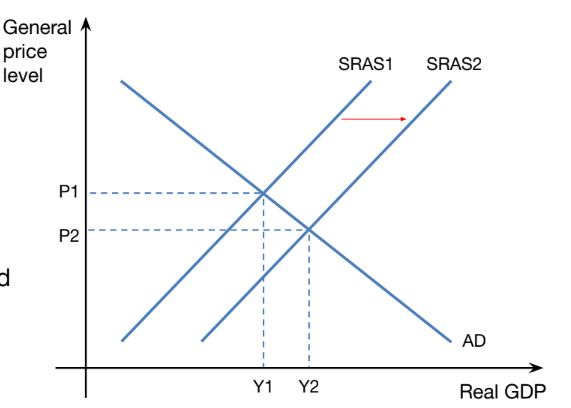 General
price
level
SRAS1
SRAS2
P1
P2
d
AD
Y1
Y2
Real GDP